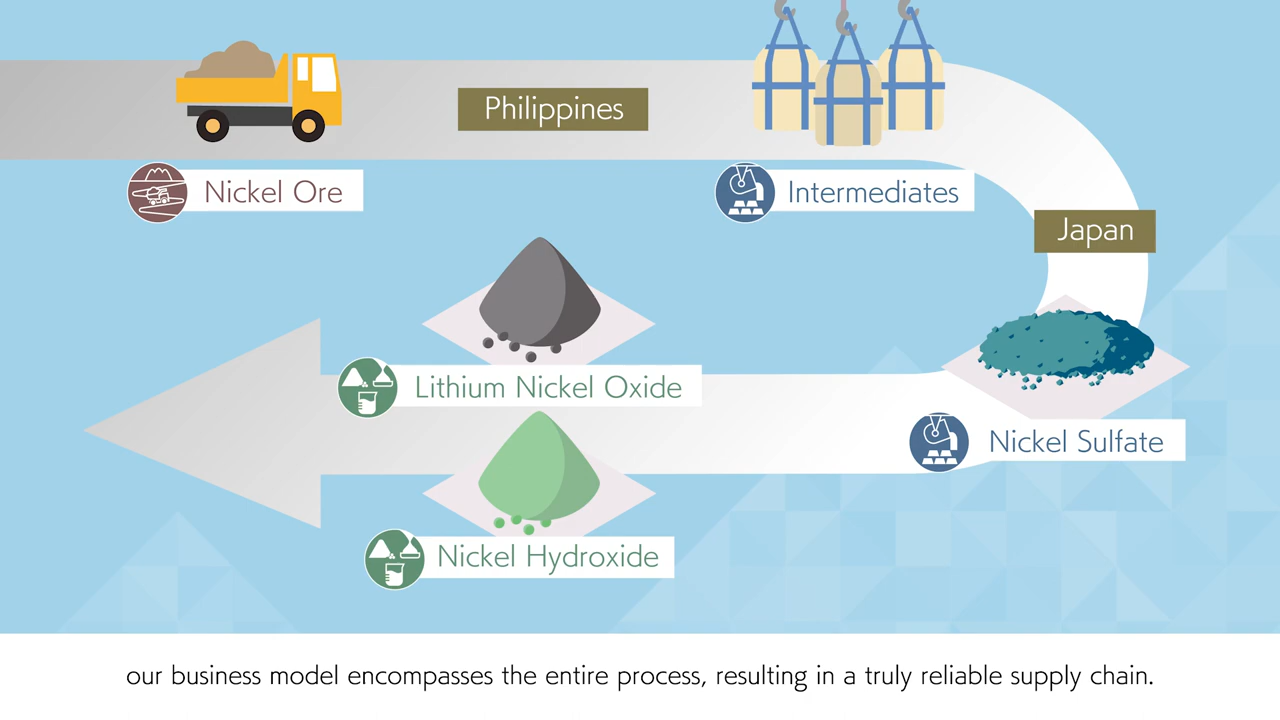 Philippines
Nickel Ore
Intermediates
Japan
Lithium Nickel Oxide
Nickel Sulfate
Nickel Hydroxide
our business model encompasses the entire process, resulting in a truly reliable supply chain.